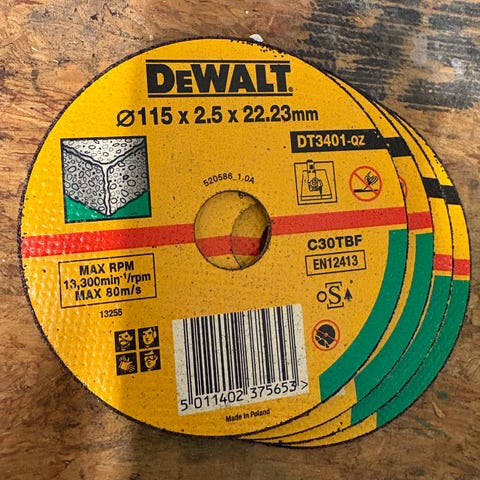 DEWALT
Ø115 x 2.5 x 22.23mm
DT3401-QZ
520586_1.0A
C30TBF
EN12413
MAX RPM
13,300min⁻¹/rpm
MAX 80m/s
13255
5 011402 375653 >
Made in Poland